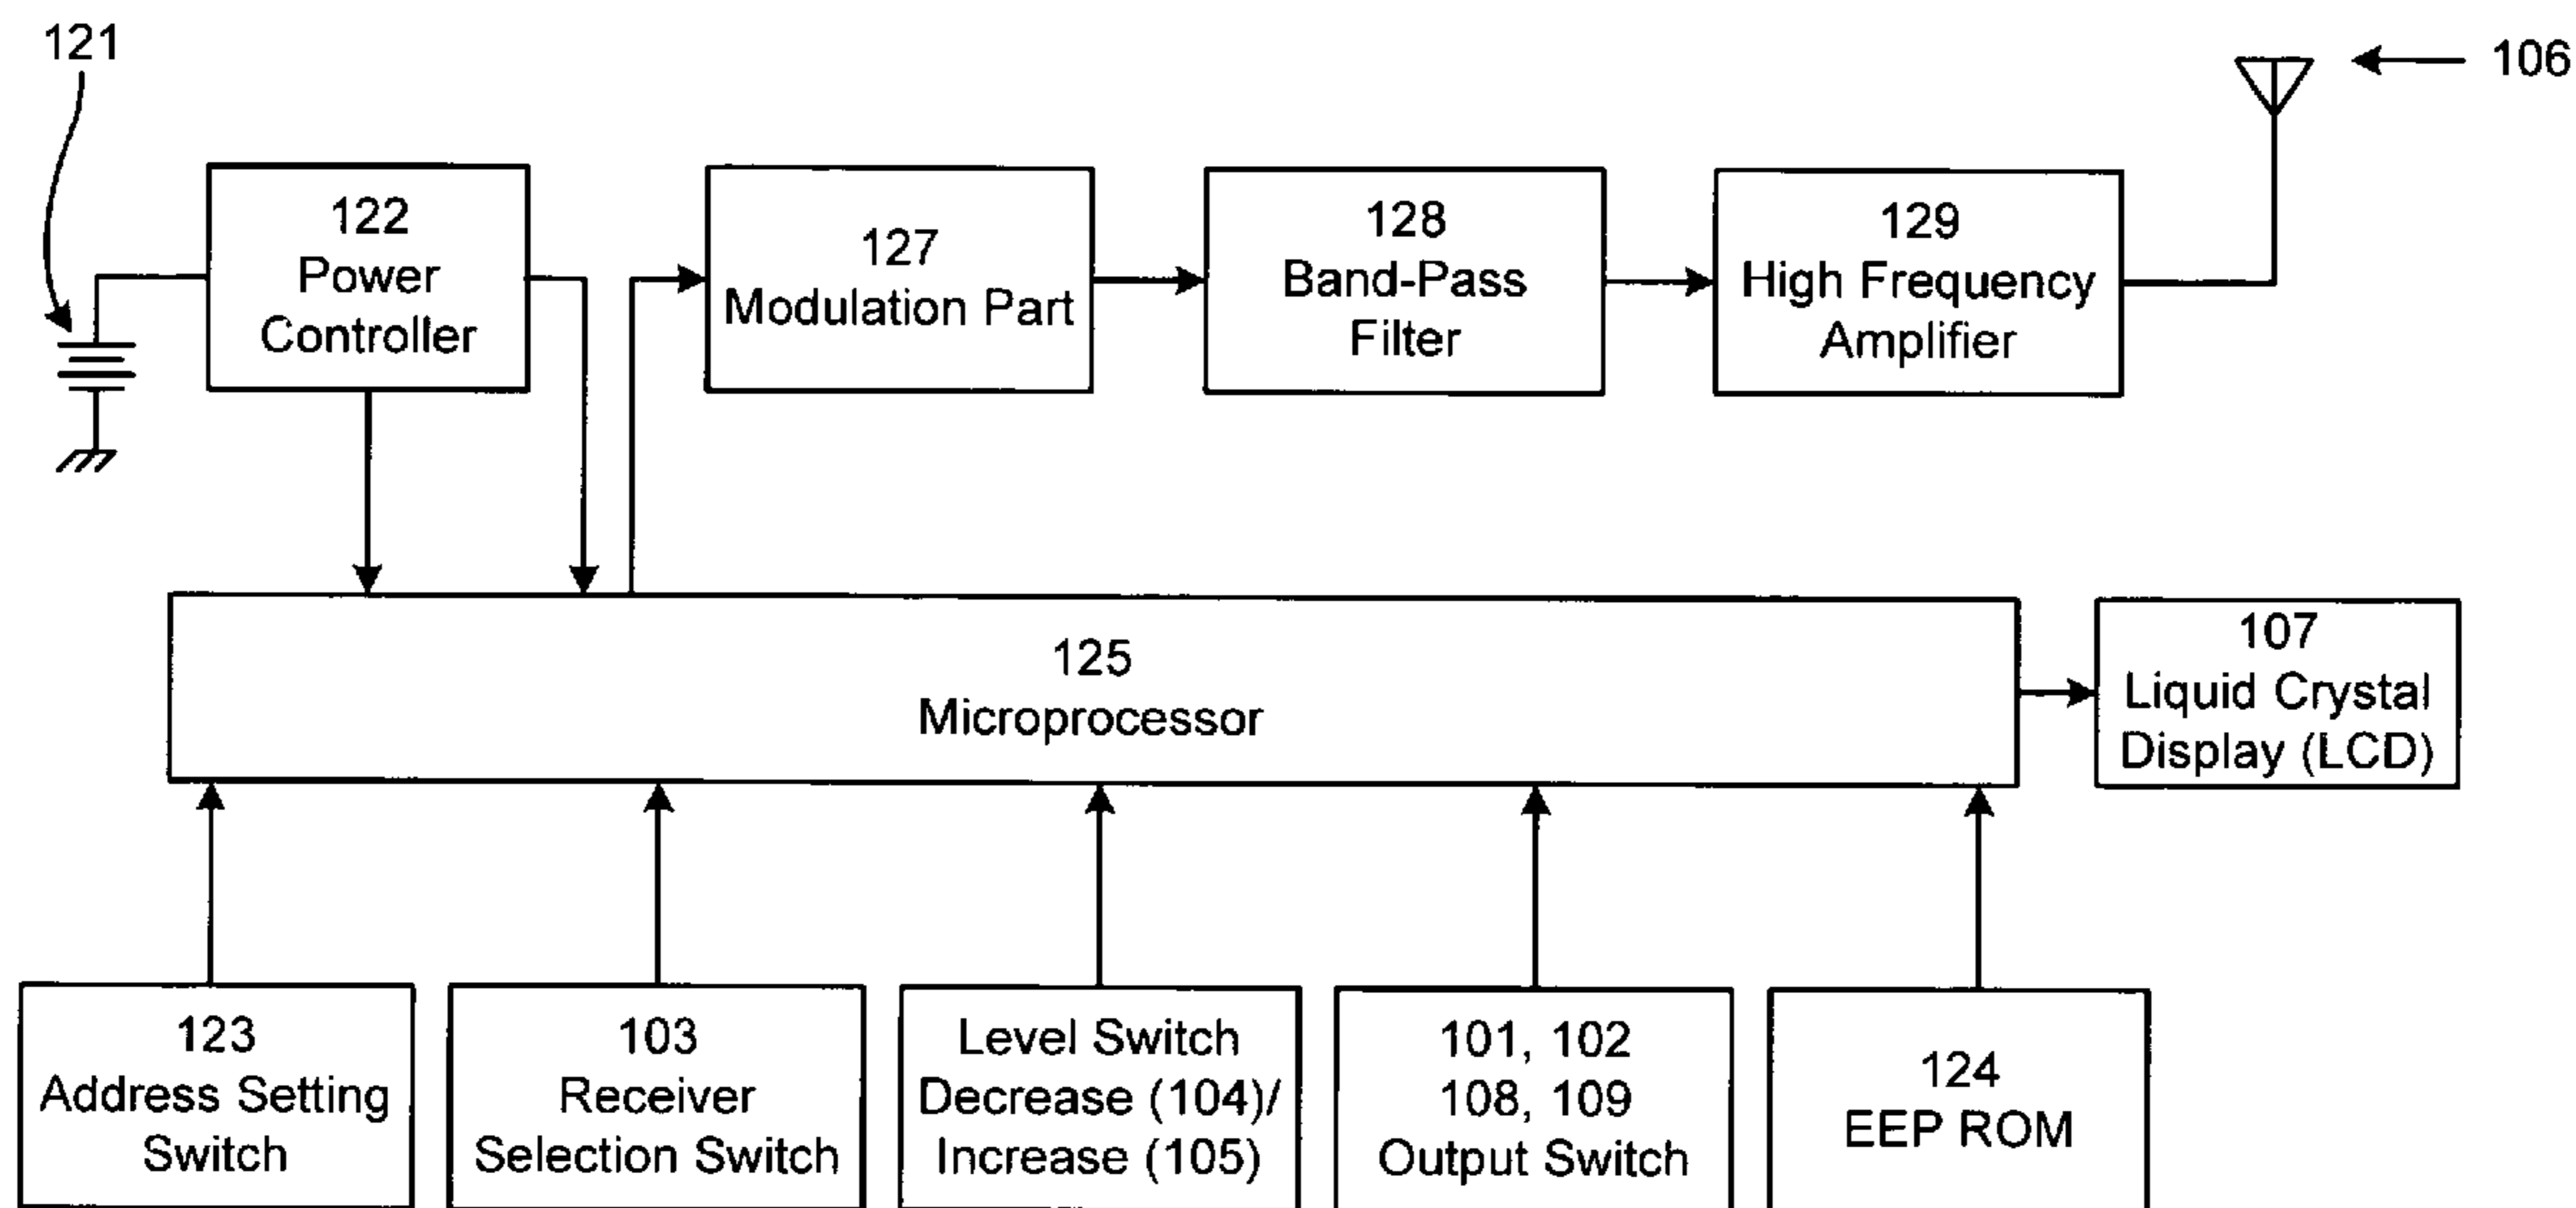 121
106
122
Power
Controller
127
Modulation Part
128
Band-Pass
Filter
129
High Frequency
Amplifier
125
Microprocessor
107
Liquid Crystal
Display (LCD)
123
Address Setting
Switch
103
Receiver
Selection Switch
Level Switch
Decrease (104)/
Increase (105)
101, 102
108, 109
Output Switch
124
EEP ROM